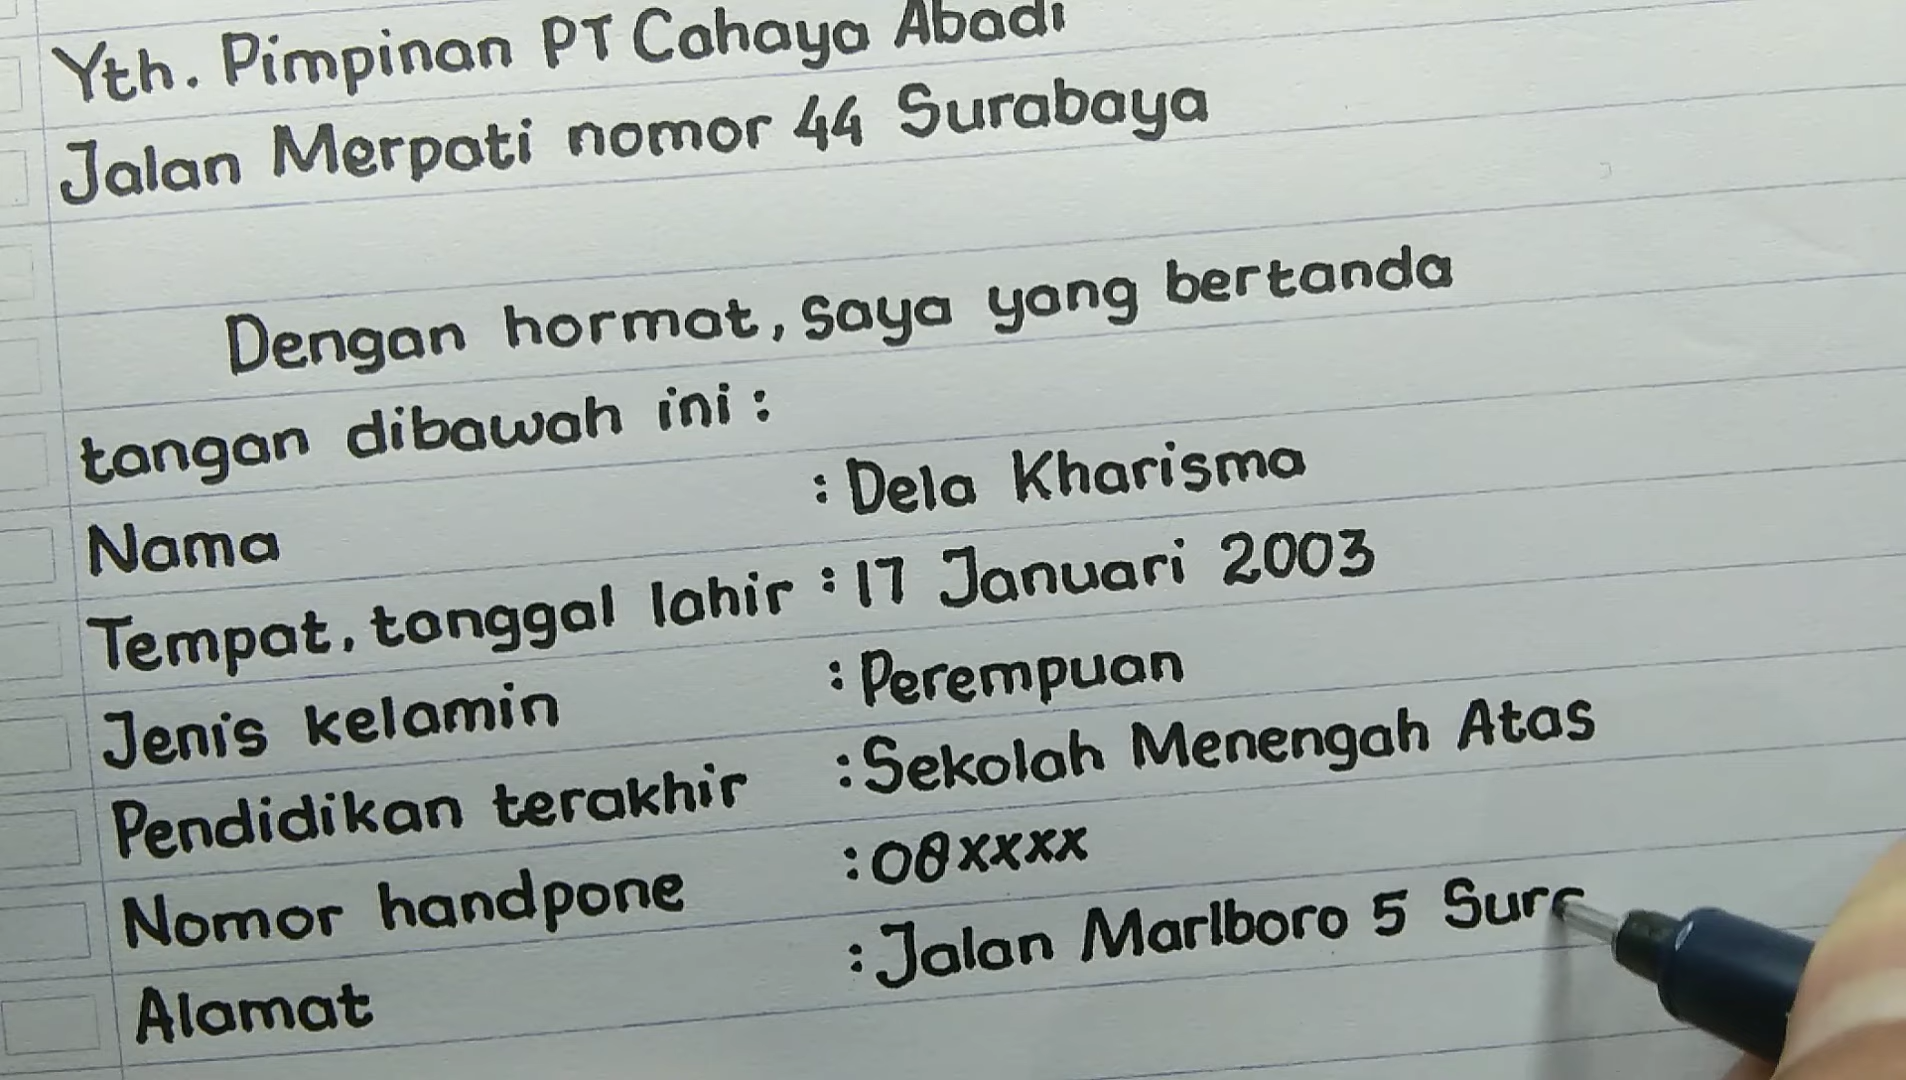 Yth. Pimpinan PT Cahaya Abadi
Jalan Merpati nomor 44 Surabaya
Dengan hormat, saya yang bertanda
tangan dibawah ini :
Nama : Dela Kharisma
Tempat, tanggal lahir : 17 Januari 2003
Jenis kelamin : Perempuan
Pendidikan terakhir : Sekolah Menengah Atas
Nomor handpone : 08xxxx
Alamat : Jalan Marlboro 5